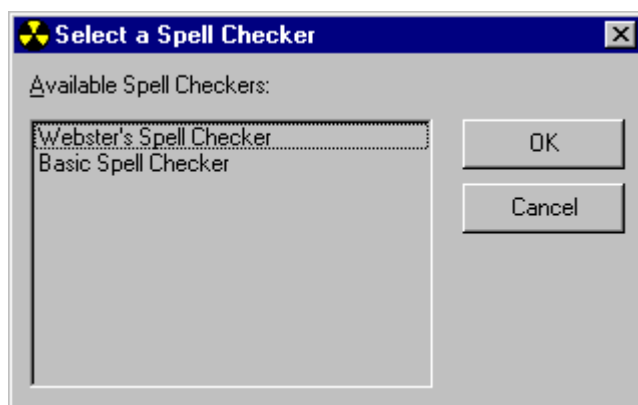 Select a Spell Checker
Available Spell Checkers:
Webster's Spell Checker
Basic Spell Checker
OK
Cancel